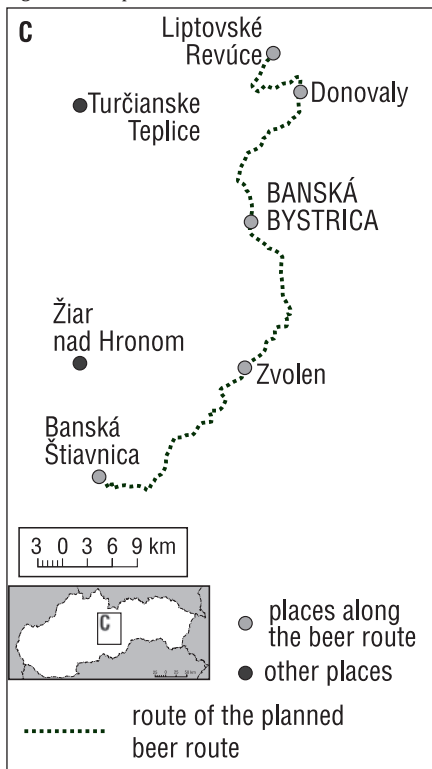 C
Liptovské
Revúce
Donovaly
Turčianske
Teplice
BANSKÁ
BYSTRICA
Žiar
nad Hronom
Zvolen
Banská
Štiavnica
3 0 3 6 9 km
C
places along
the beer route
other places
route of the planned
beer route